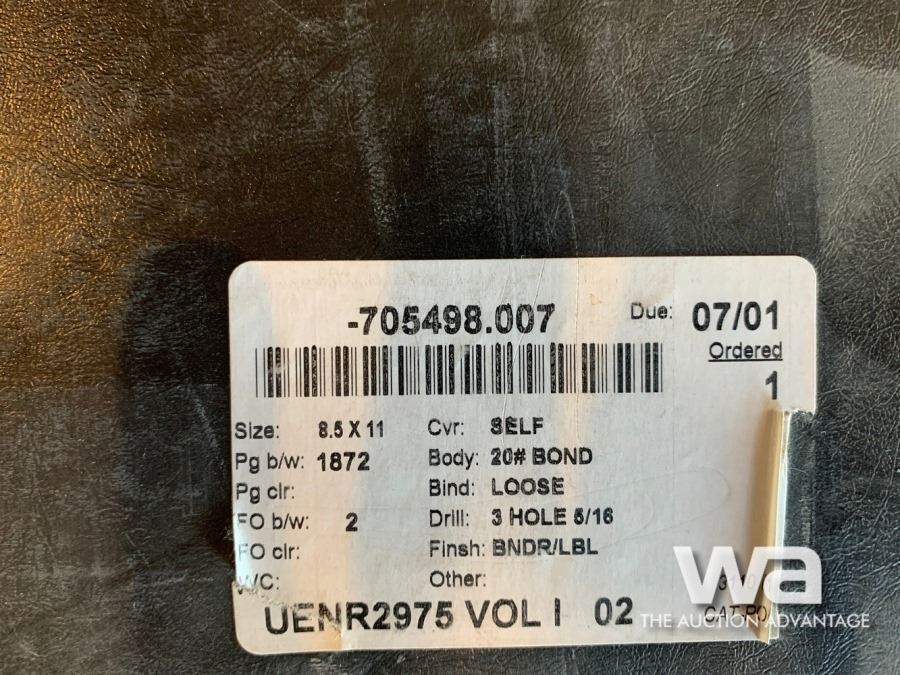 -705498.007 Due: 07/01
Ordered
1
Size: 8.5 X 11 Cvr: SELF
Pg b/w: 1872 Body: 20# BOND
Pg clr: Bind: LOOSE
FO b/w: 2 Drill: 3 HOLE 5/16
FO clr: Finsh: BNDR/LBL
W/C: Other:
UENR2975 VOL I 02
wa
THE AUCTION ADVANTAGE